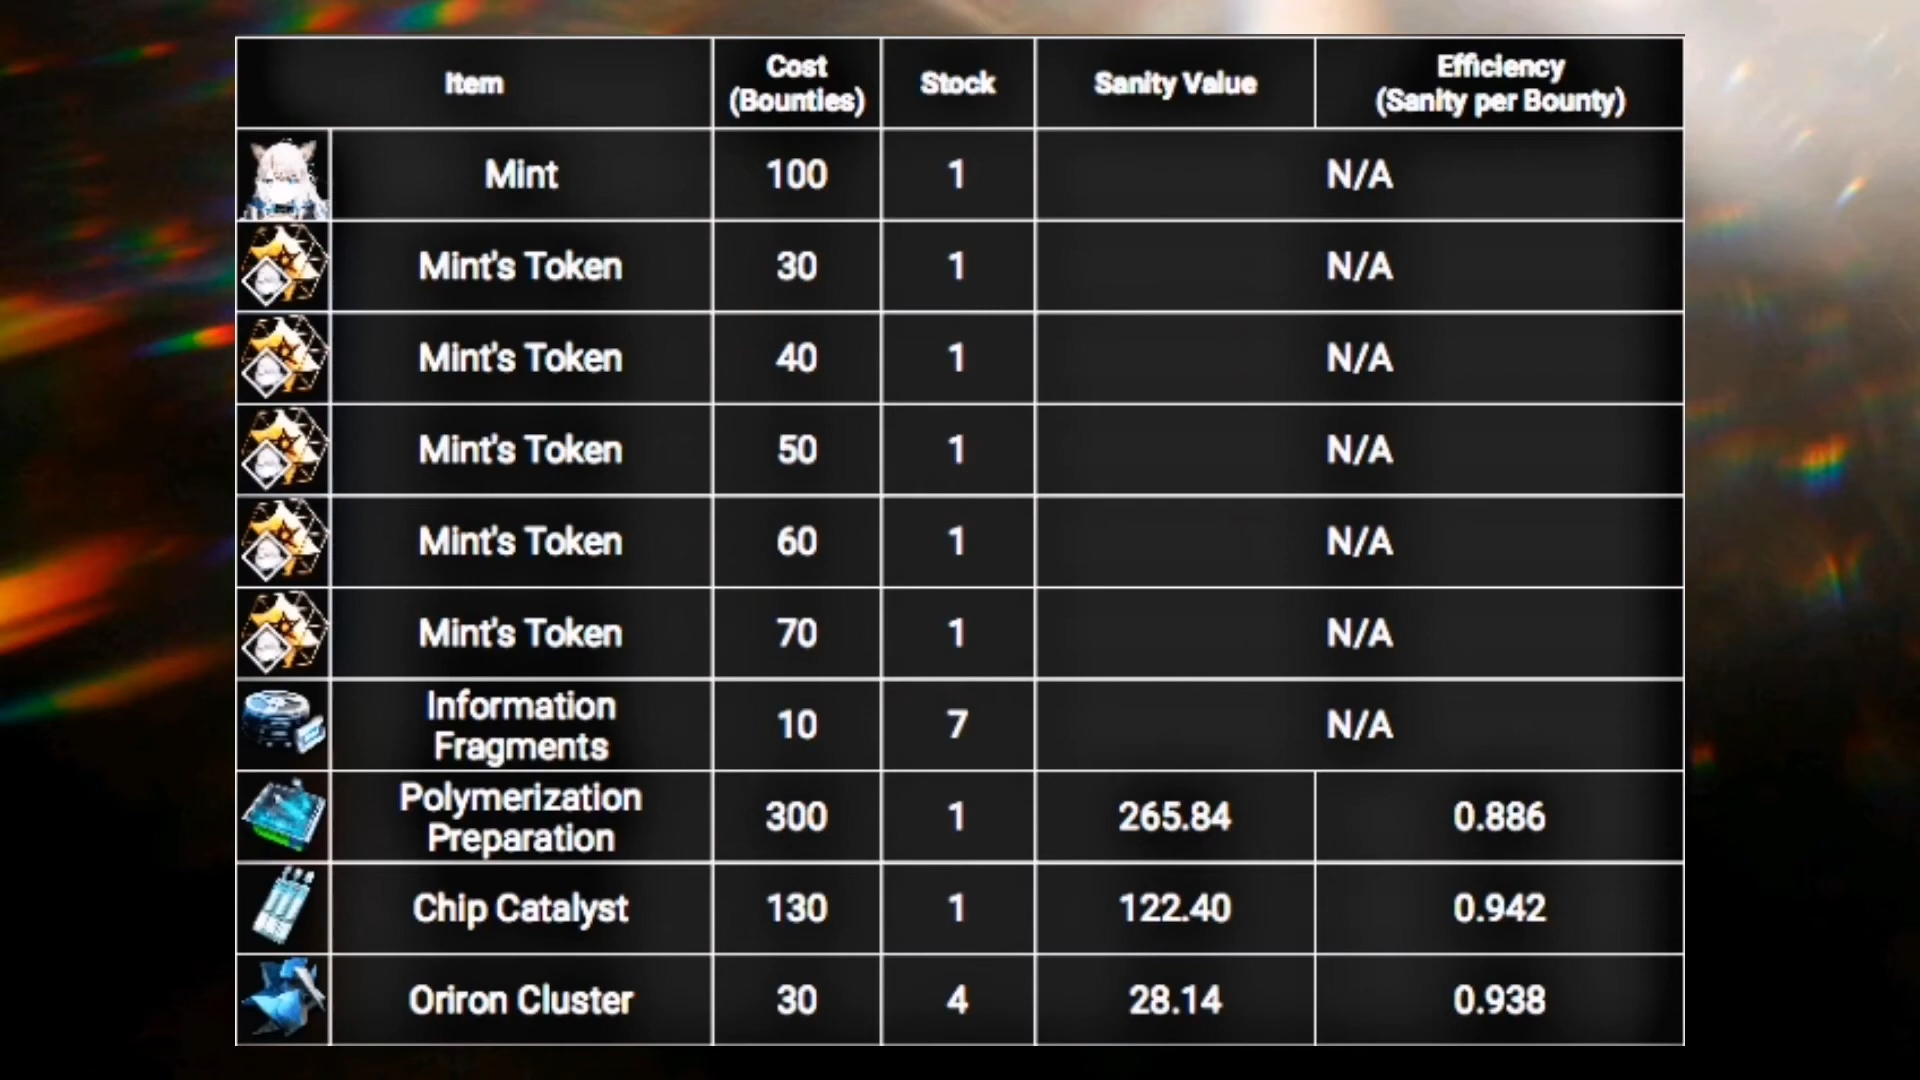 Item
Cost
(Bounties)
Stock
Sanity Value
Efficiency
(Sanity per Bounty)
Mint
100
1
N/A
Mint's Token
30
1
N/A
Mint's Token
40
1
N/A
Mint's Token
50
1
N/A
Mint's Token
60
1
N/A
Mint's Token
70
1
N/A
Information
Fragments
10
7
N/A
Polymerization
Preparation
300
1
265.84
0.886
Chip Catalyst
130
1
122.40
0.942
Oriron Cluster
30
4
28.14
0.938